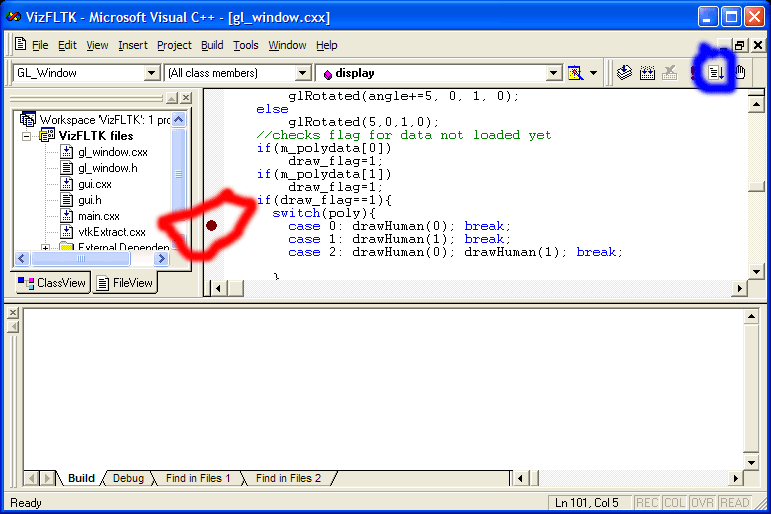 VizFLTK - Microsoft Visual C++ - [gl_window.cxx]
File Edit View Insert Project Build Tools Window Help
GL_Window (All class members) display
Workspace 'VizFLTK': 1 pro
VizFLTK files
gl_window.cxx
gl_window.h
gui.cxx
gui.h
main.cxx
vtkExtract.cxx
External Dependen
ClassView FileView
glRotated(angle+=5, 0, 1, 0);
else
glRotated(5,0,1,0);
//checks flag for data not loaded yet
if(m_polydata[0])
draw_flag=1;
if(m_polydata[1])
draw_flag=1;
if(draw_flag==1){
switch(poly){
case 0: drawHuman(0); break;
case 1: drawHuman(1); break;
case 2: drawHuman(0); drawHuman(1); break;
}
Build Debug Find in Files 1 Find in Files 2
Ready Ln 101, Col 5 REC COL OVR READ